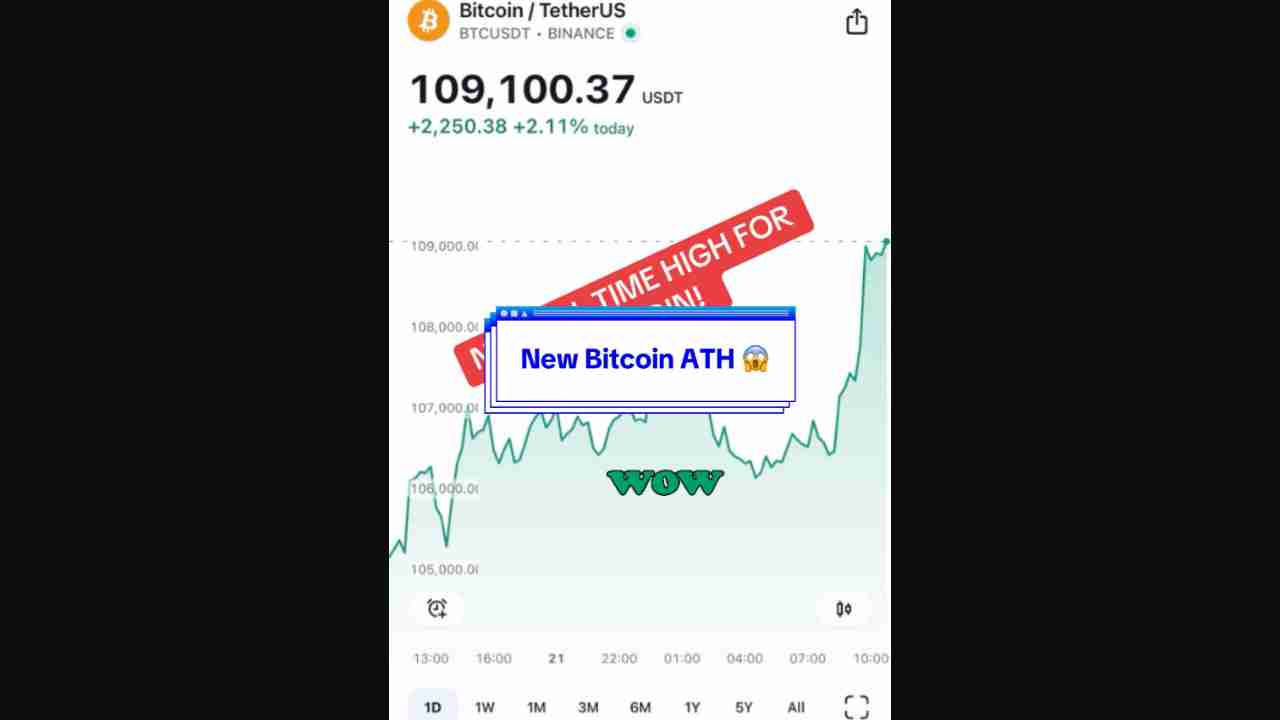 Bitcoin / TetherUS
BTCUSDT • BINANCE
109,100.37 USDT
+2,250.38 +2.11% today
TIME HIGH FOR
109,000.0
108,000.0
New Bitcoin ATH 😱
107,000.0
WOW
106,000.0
105,000.0
13:00 16:00 21 22:00 01:00 04:00 07:00 10:00
1D 1W 1M 3M 6M 1Y 5Y All